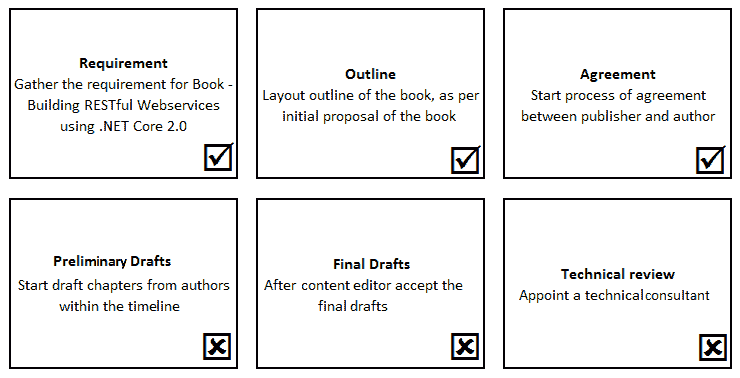 Requirement
Gather the requirement for Book -
Building RESTful Webservices
using .NET Core 2.0
Outline
Layout outline of the book, as per
initial proposal of the book
Agreement
Start process of agreement
between publisher and author
Preliminary Drafts
Start draft chapters from authors
within the timeline
Final Drafts
After content editor accept the
final drafts
Technical review
Appoint a technical consultant